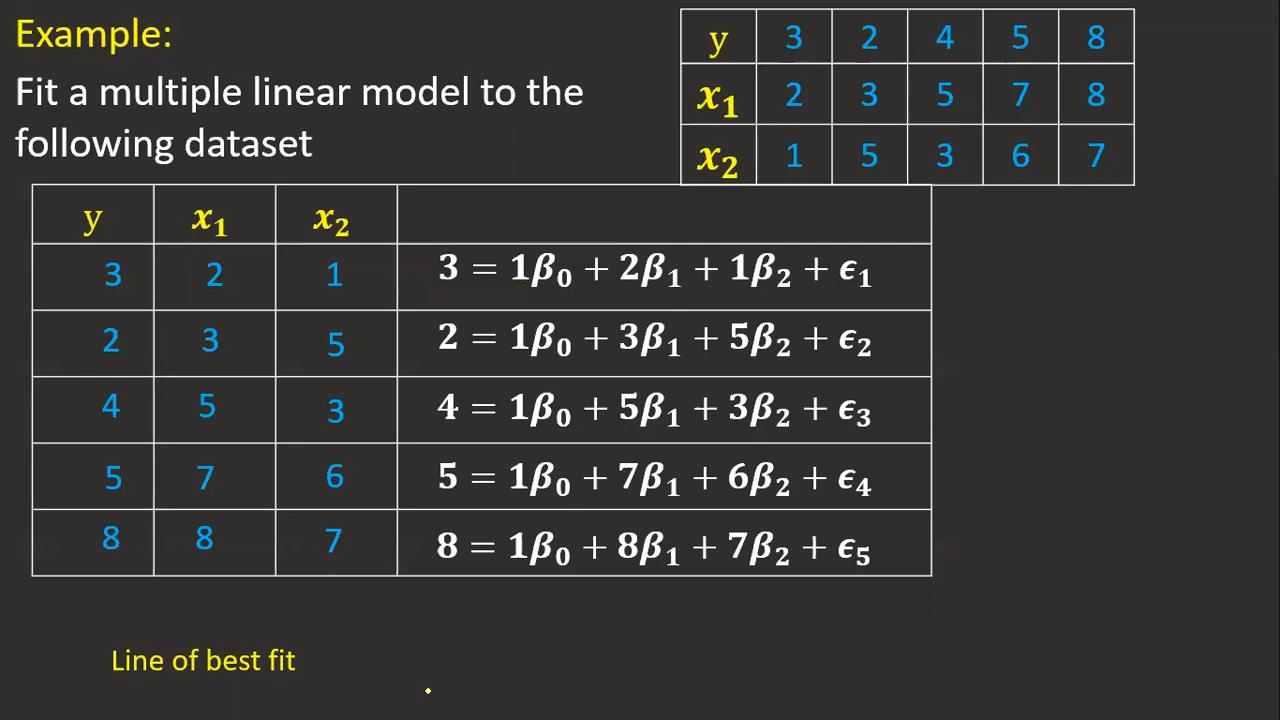 Example:
Fit a multiple linear model to the
following dataset
y 3 2 4 5 8
x₁ 2 3 5 7 8
x₂ 1 5 3 6 7
y x₁ x₂
3 2 1 3 = 1β₀ + 2β₁ + 1β₂ + ϵ₁
2 3 5 2 = 1β₀ + 3β₁ + 5β₂ + ϵ₂
4 5 3 4 = 1β₀ + 5β₁ + 3β₂ + ϵ₃
5 7 6 5 = 1β₀ + 7β₁ + 6β₂ + ϵ₄
8 8 7 8 = 1β₀ + 8β₁ + 7β₂ + ϵ₅
Line of best fit